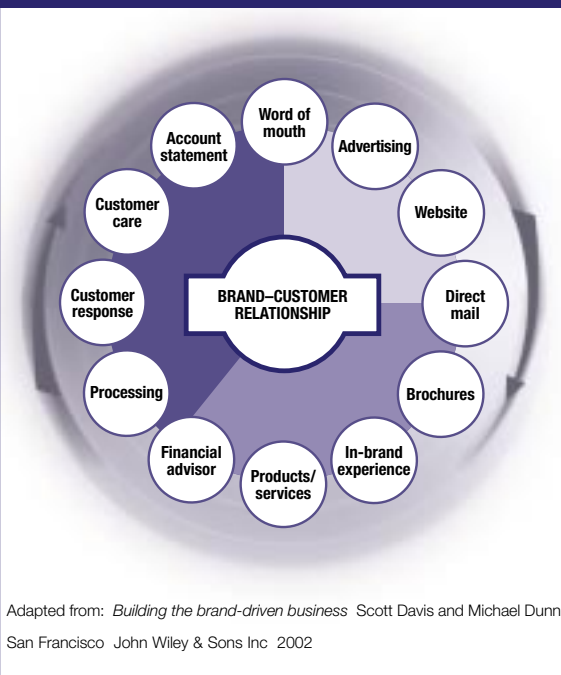 Word of
mouth
Advertising
Website
Direct
mail
Brochures
In-brand
experience
Products/
services
Financial
advisor
Processing
Customer
response
Customer
care
Account
statement
BRAND–CUSTOMER
RELATIONSHIP
Adapted from: Building the brand-driven business Scott Davis and Michael Dunn
San Francisco John Wiley & Sons Inc 2002